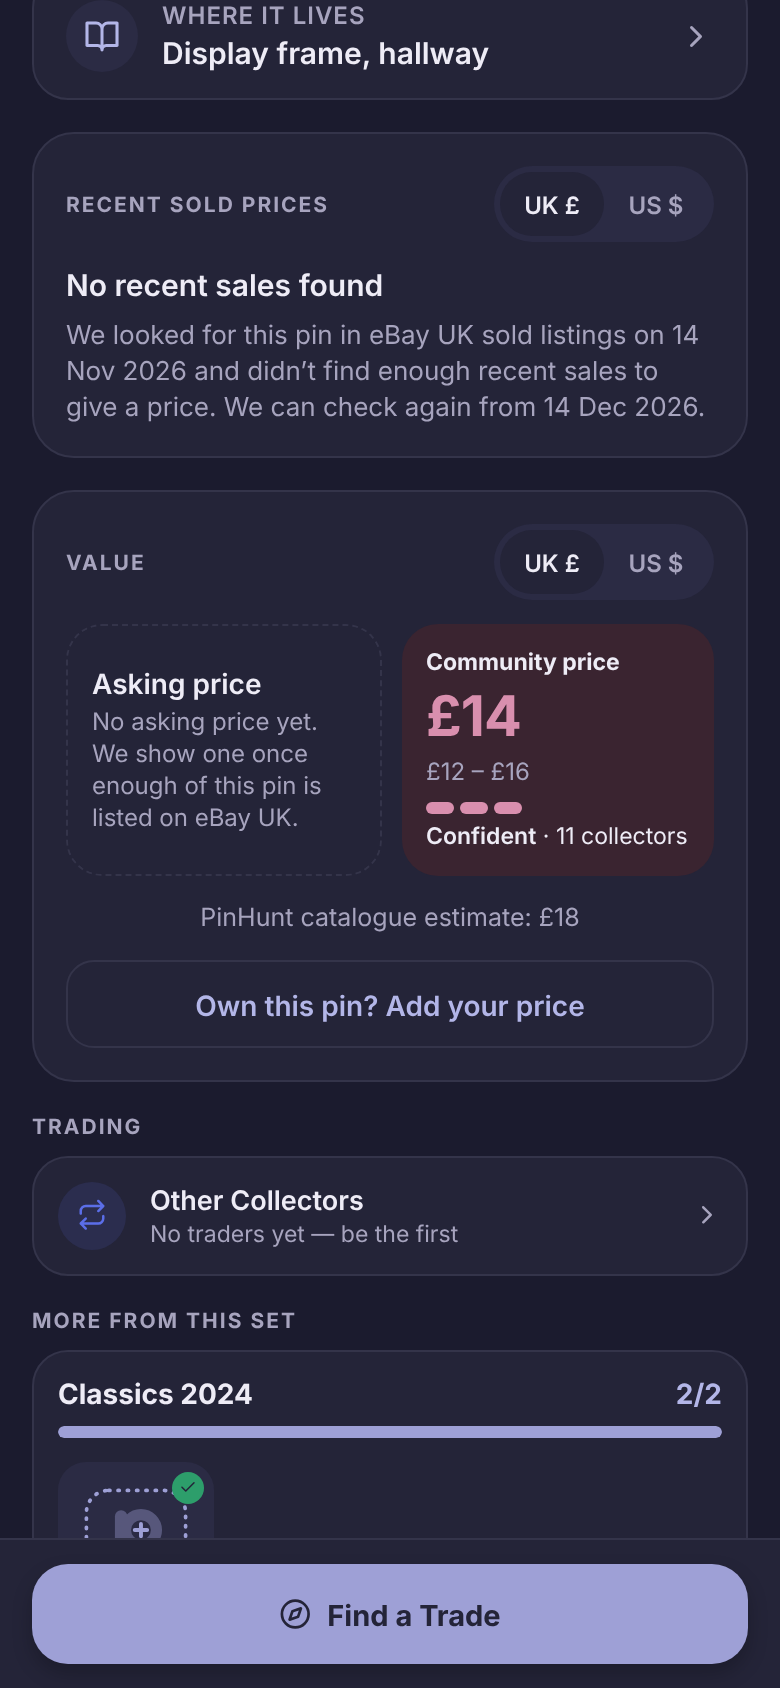 WHERE IT LIVES
Display frame, hallway
RECENT SOLD PRICES
UK £
US $
No recent sales found
We looked for this pin in eBay UK sold listings on 14
Nov 2026 and didn’t find enough recent sales to
give a price. We can check again from 14 Dec 2026.
VALUE
UK £
US $
Asking price
No asking price yet.
We show one once
enough of this pin is
listed on eBay UK.
Community price
£14
£12 – £16
Confident · 11 collectors
PinHunt catalogue estimate: £18
Own this pin? Add your price
TRADING
Other Collectors
No traders yet — be the first
MORE FROM THIS SET
Classics 2024
2/2
Find a Trade